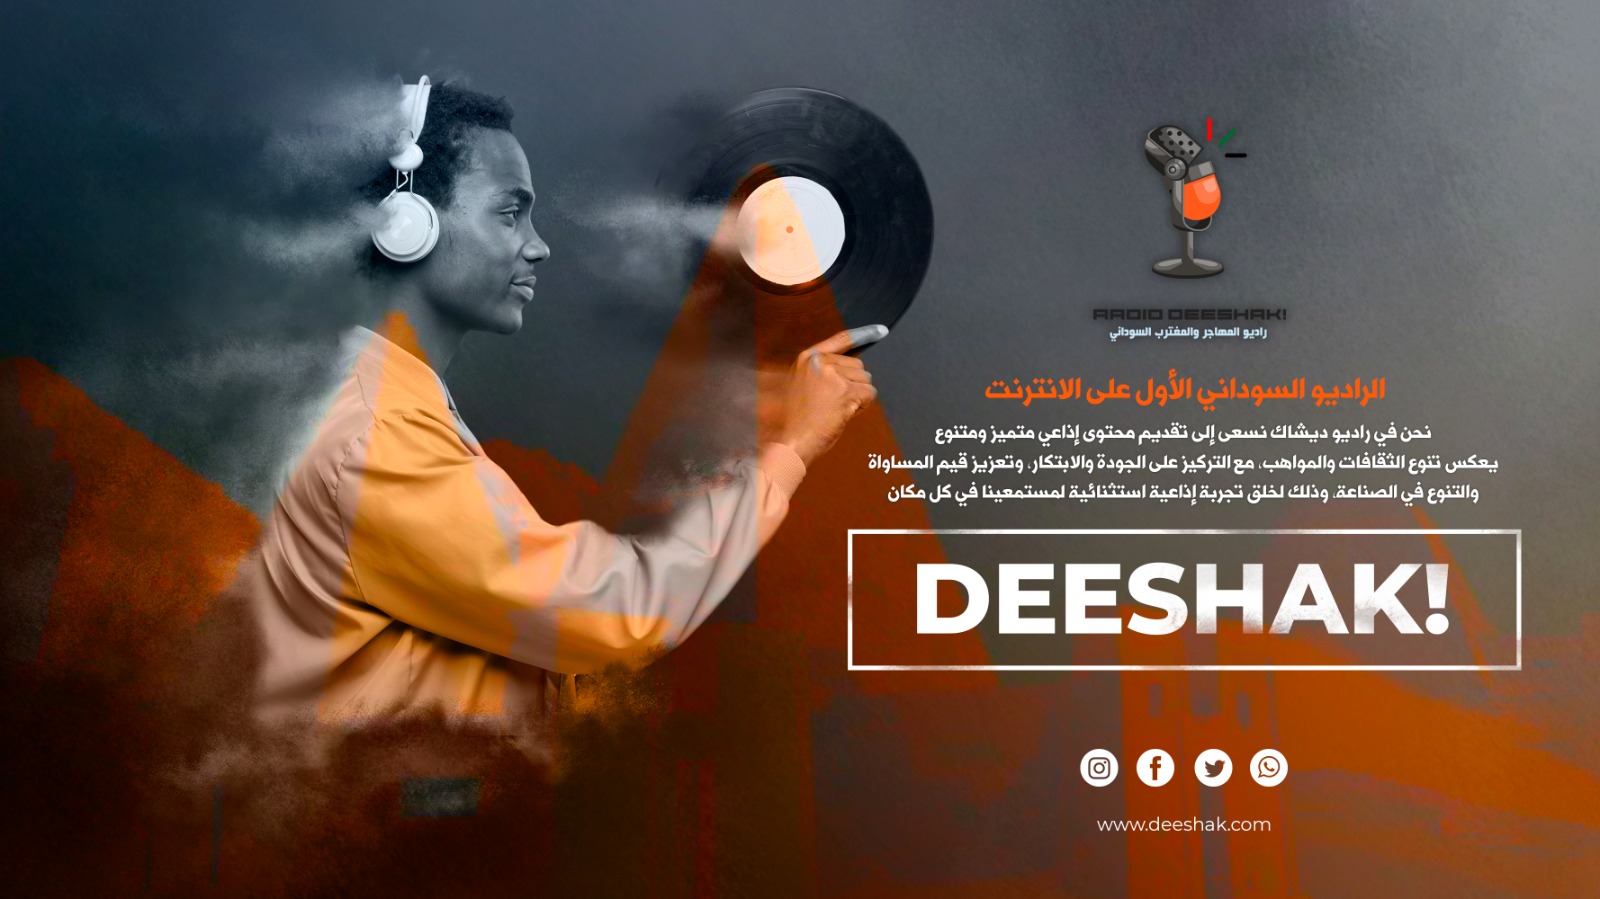 RADIO DEESHAK!
راديو المهاجر والمغترب السوداني
الراديو السوداني الأول على الانترنت
نحن في راديو ديشاك نسعى إلى تقديم محتوى إذاعي متميز ومتنوع
يعكس تنوع الثقافات والمواهب، مع التركيز على الجودة والابتكار، وتعزيز قيم المساواة
والتنوع في الصناعة، وذلك لخلق تجربة إذاعية استثنائية لمستمعينا في كل مكان
DEESHAK!
www.deeshak.com